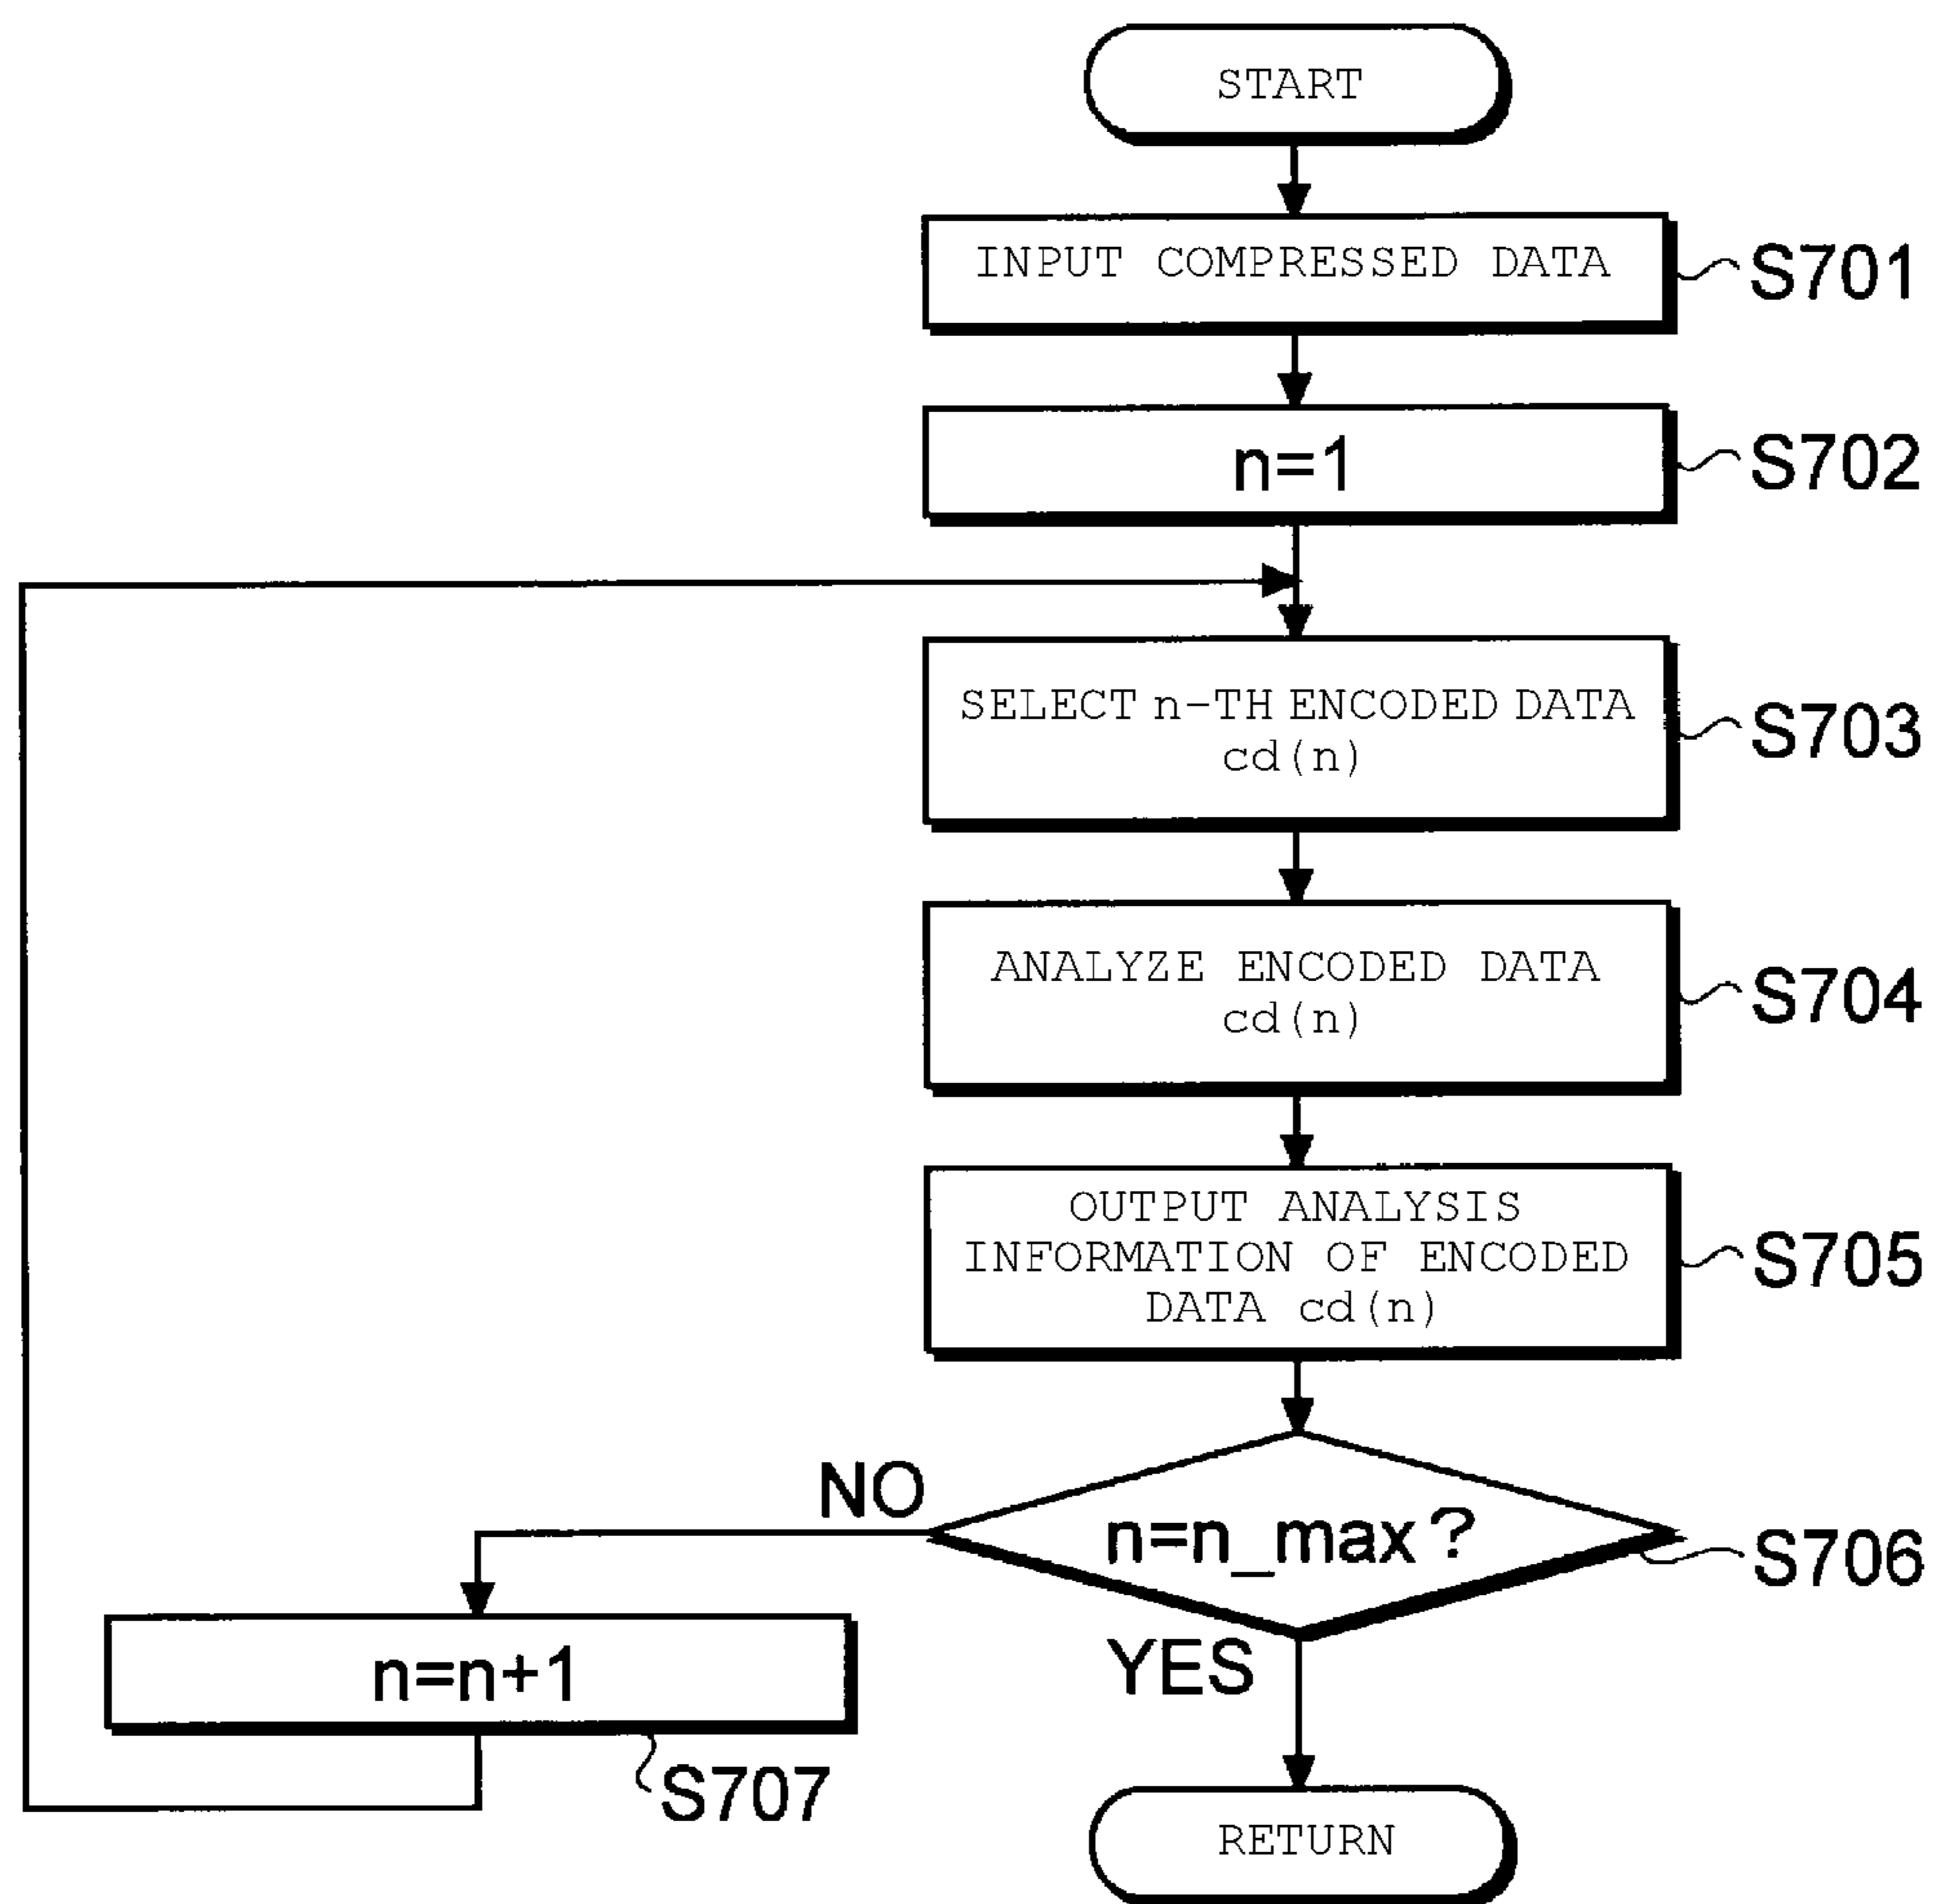 START
INPUT COMPRESSED DATA
S701
n=1
S702
SELECT n-TH ENCODED DATA
cd(n)
S703
ANALYZE ENCODED DATA
cd(n)
S704
OUTPUT ANALYSIS
INFORMATION OF ENCODED
DATA cd(n)
S705
NO
n=n_max?
S706
YES
n=n+1
S707
RETURN